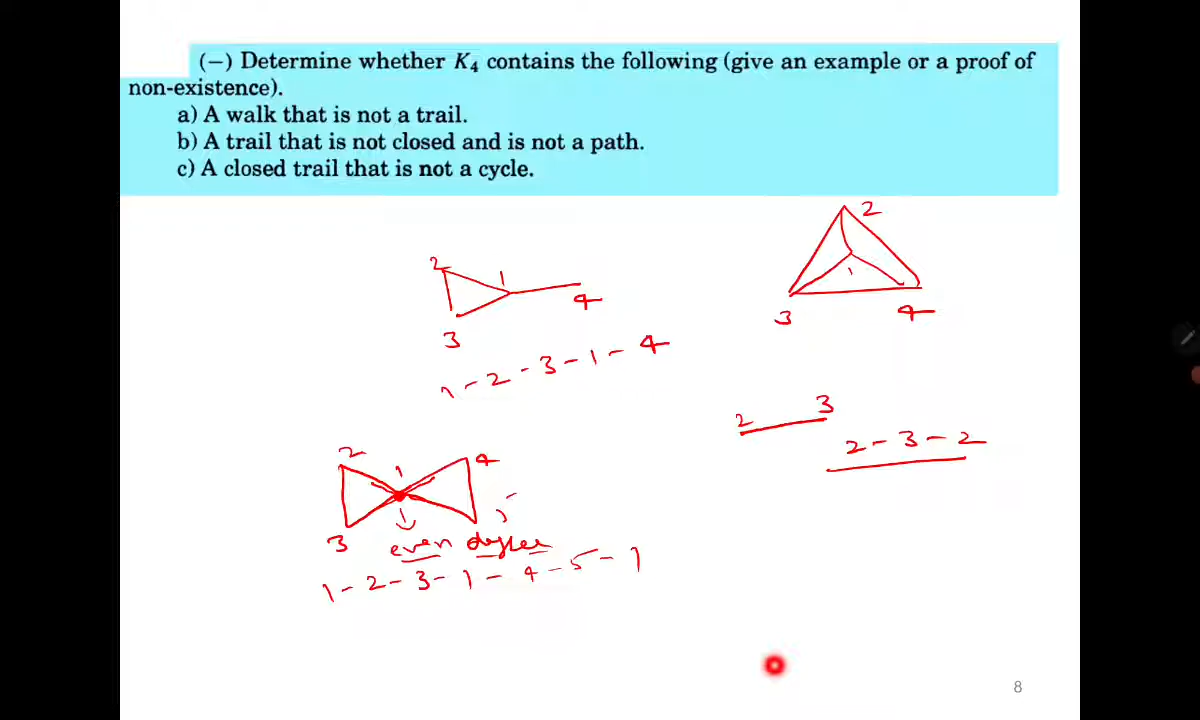 (−) Determine whether K₄ contains the following (give an example or a proof of
non-existence).
a) A walk that is not a trail.
b) A trail that is not closed and is not a path.
c) A closed trail that is not a cycle.
2
1
4
3
1 - 2 - 3 - 1 - 4
2
1
3
4
2 3
2 - 3 - 2
2
1
4
3
5
even degree
1 - 2 - 3 - 1 - 4 - 5 - 1
8